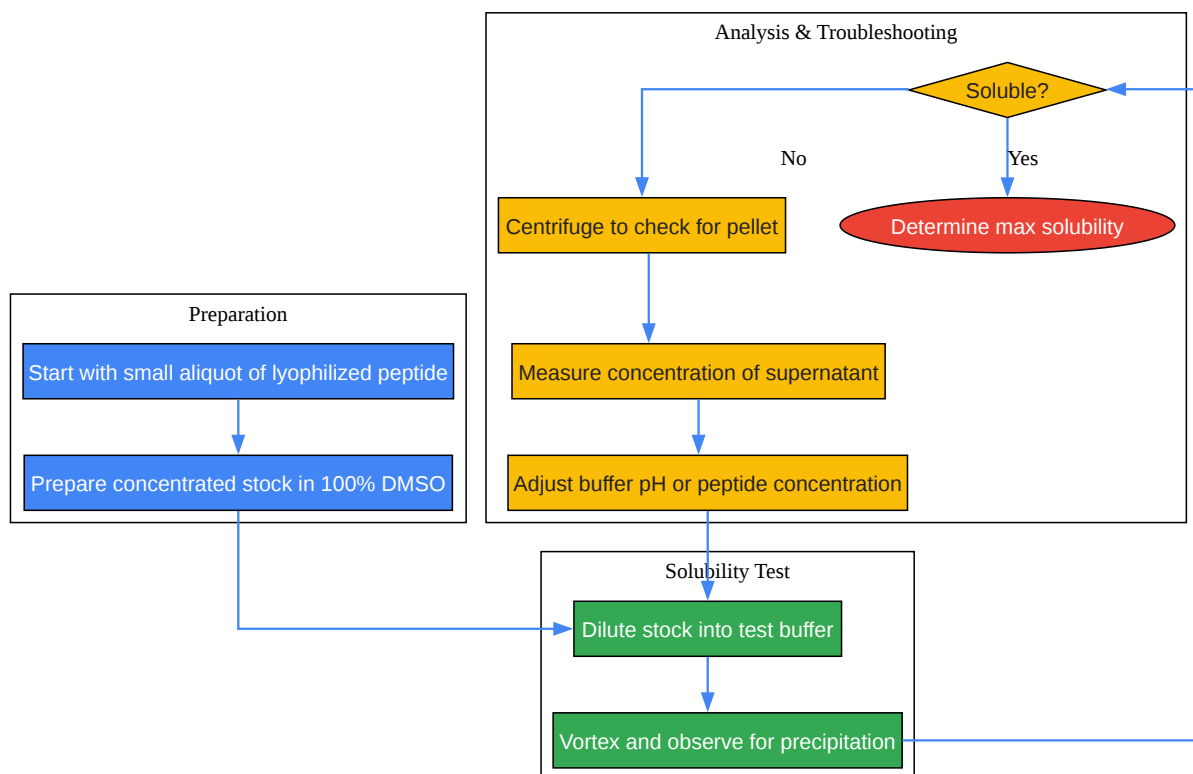 Analysis & Troubleshooting
Soluble?
No
Yes
Centrifuge to check for pellet
Determine max solubility
Preparation
Start with small aliquot of lyophilized peptide
Measure concentration of supernatant
Prepare concentrated stock in 100% DMSO
Adjust buffer pH or peptide concentration
Solubility Test
Dilute stock into test buffer
Vortex and observe for precipitation